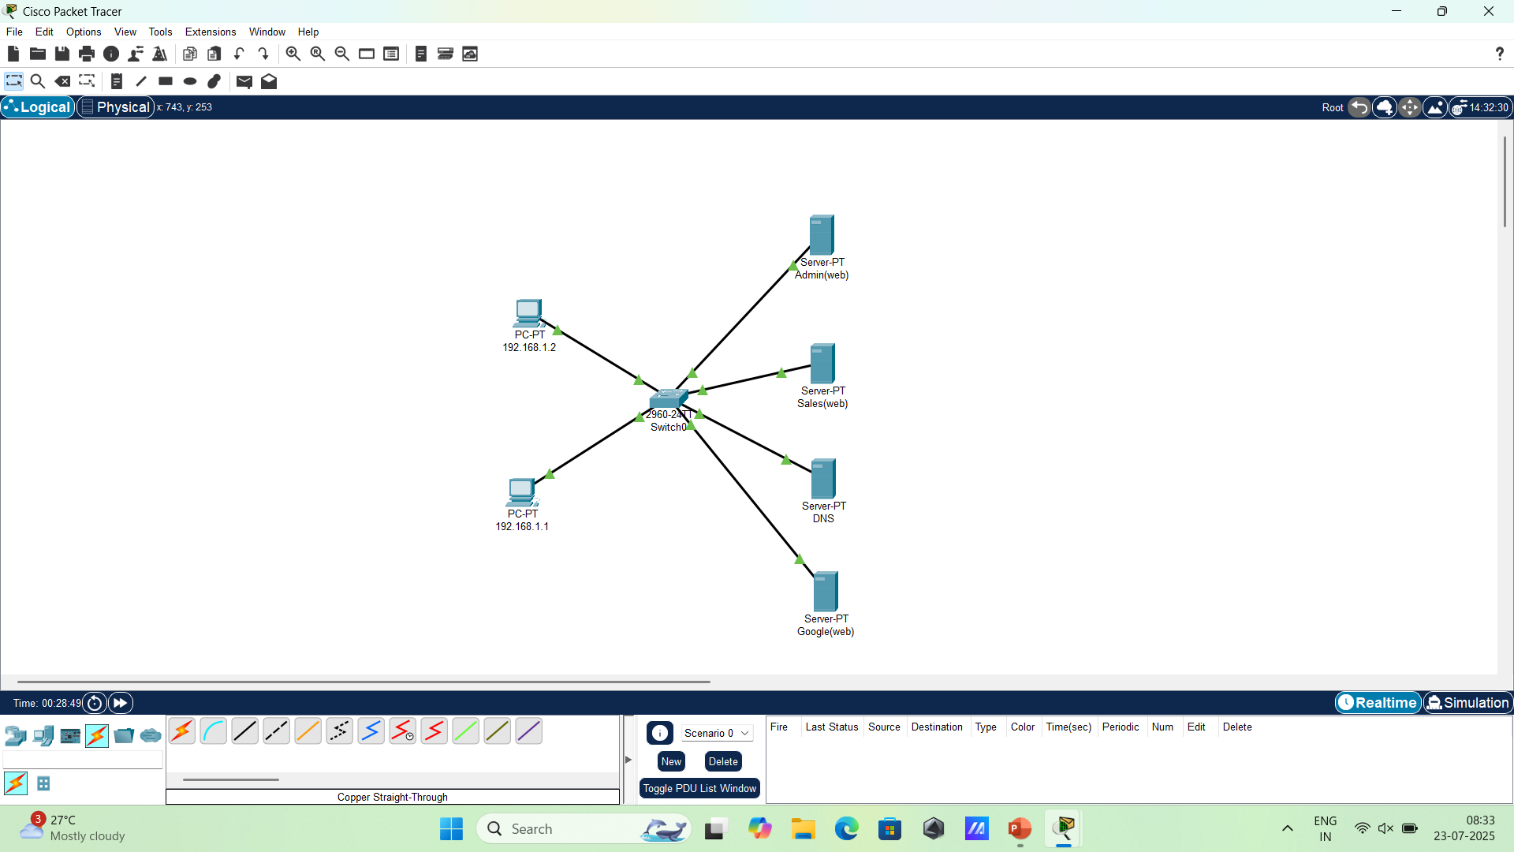 Cisco Packet Tracer
File Edit Options View Tools Extensions Window Help
?
Logical Physical x: 743, y: 253 Root 14:32:30
Server-PT
Admin(web)
PC-PT
192.168.1.2
Server-PT
Sales(web)
2960-24TT
Switch0
Server-PT
DNS
PC-PT
192.168.1.1
Server-PT
Google(web)
Time: 00:28:49 Realtime Simulation
Scenario 0
New Delete
Toggle PDU List Window
Fire Last Status Source Destination Type Color Time(sec) Periodic Num Edit Delete
Copper Straight-Through
3
27°C
Mostly cloudy
Search
ENG
IN
08:33
23-07-2025